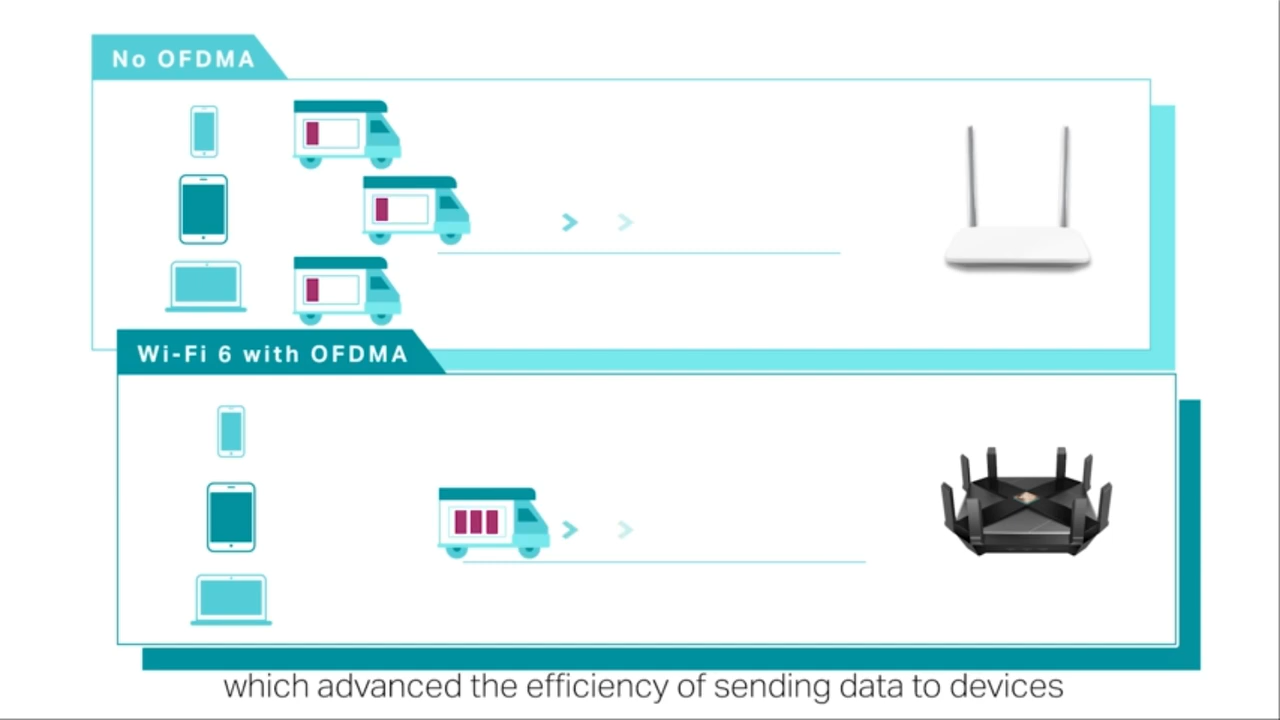 No OFDMA
Wi-Fi 6 with OFDMA
which advanced the efficiency of sending data to devices